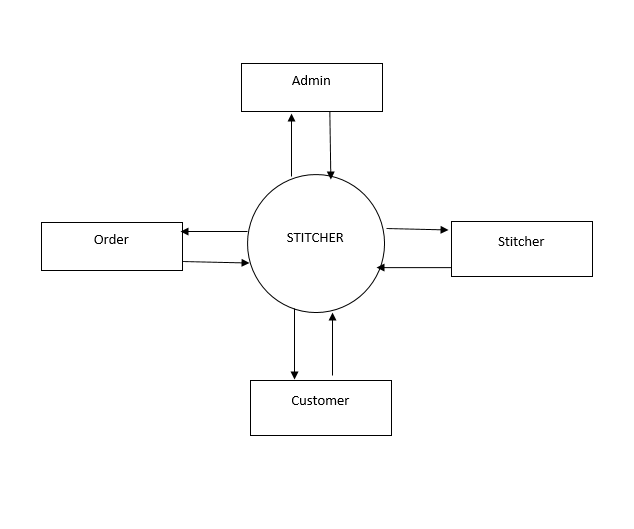 Admin
Order
STITCHER
Stitcher
Customer